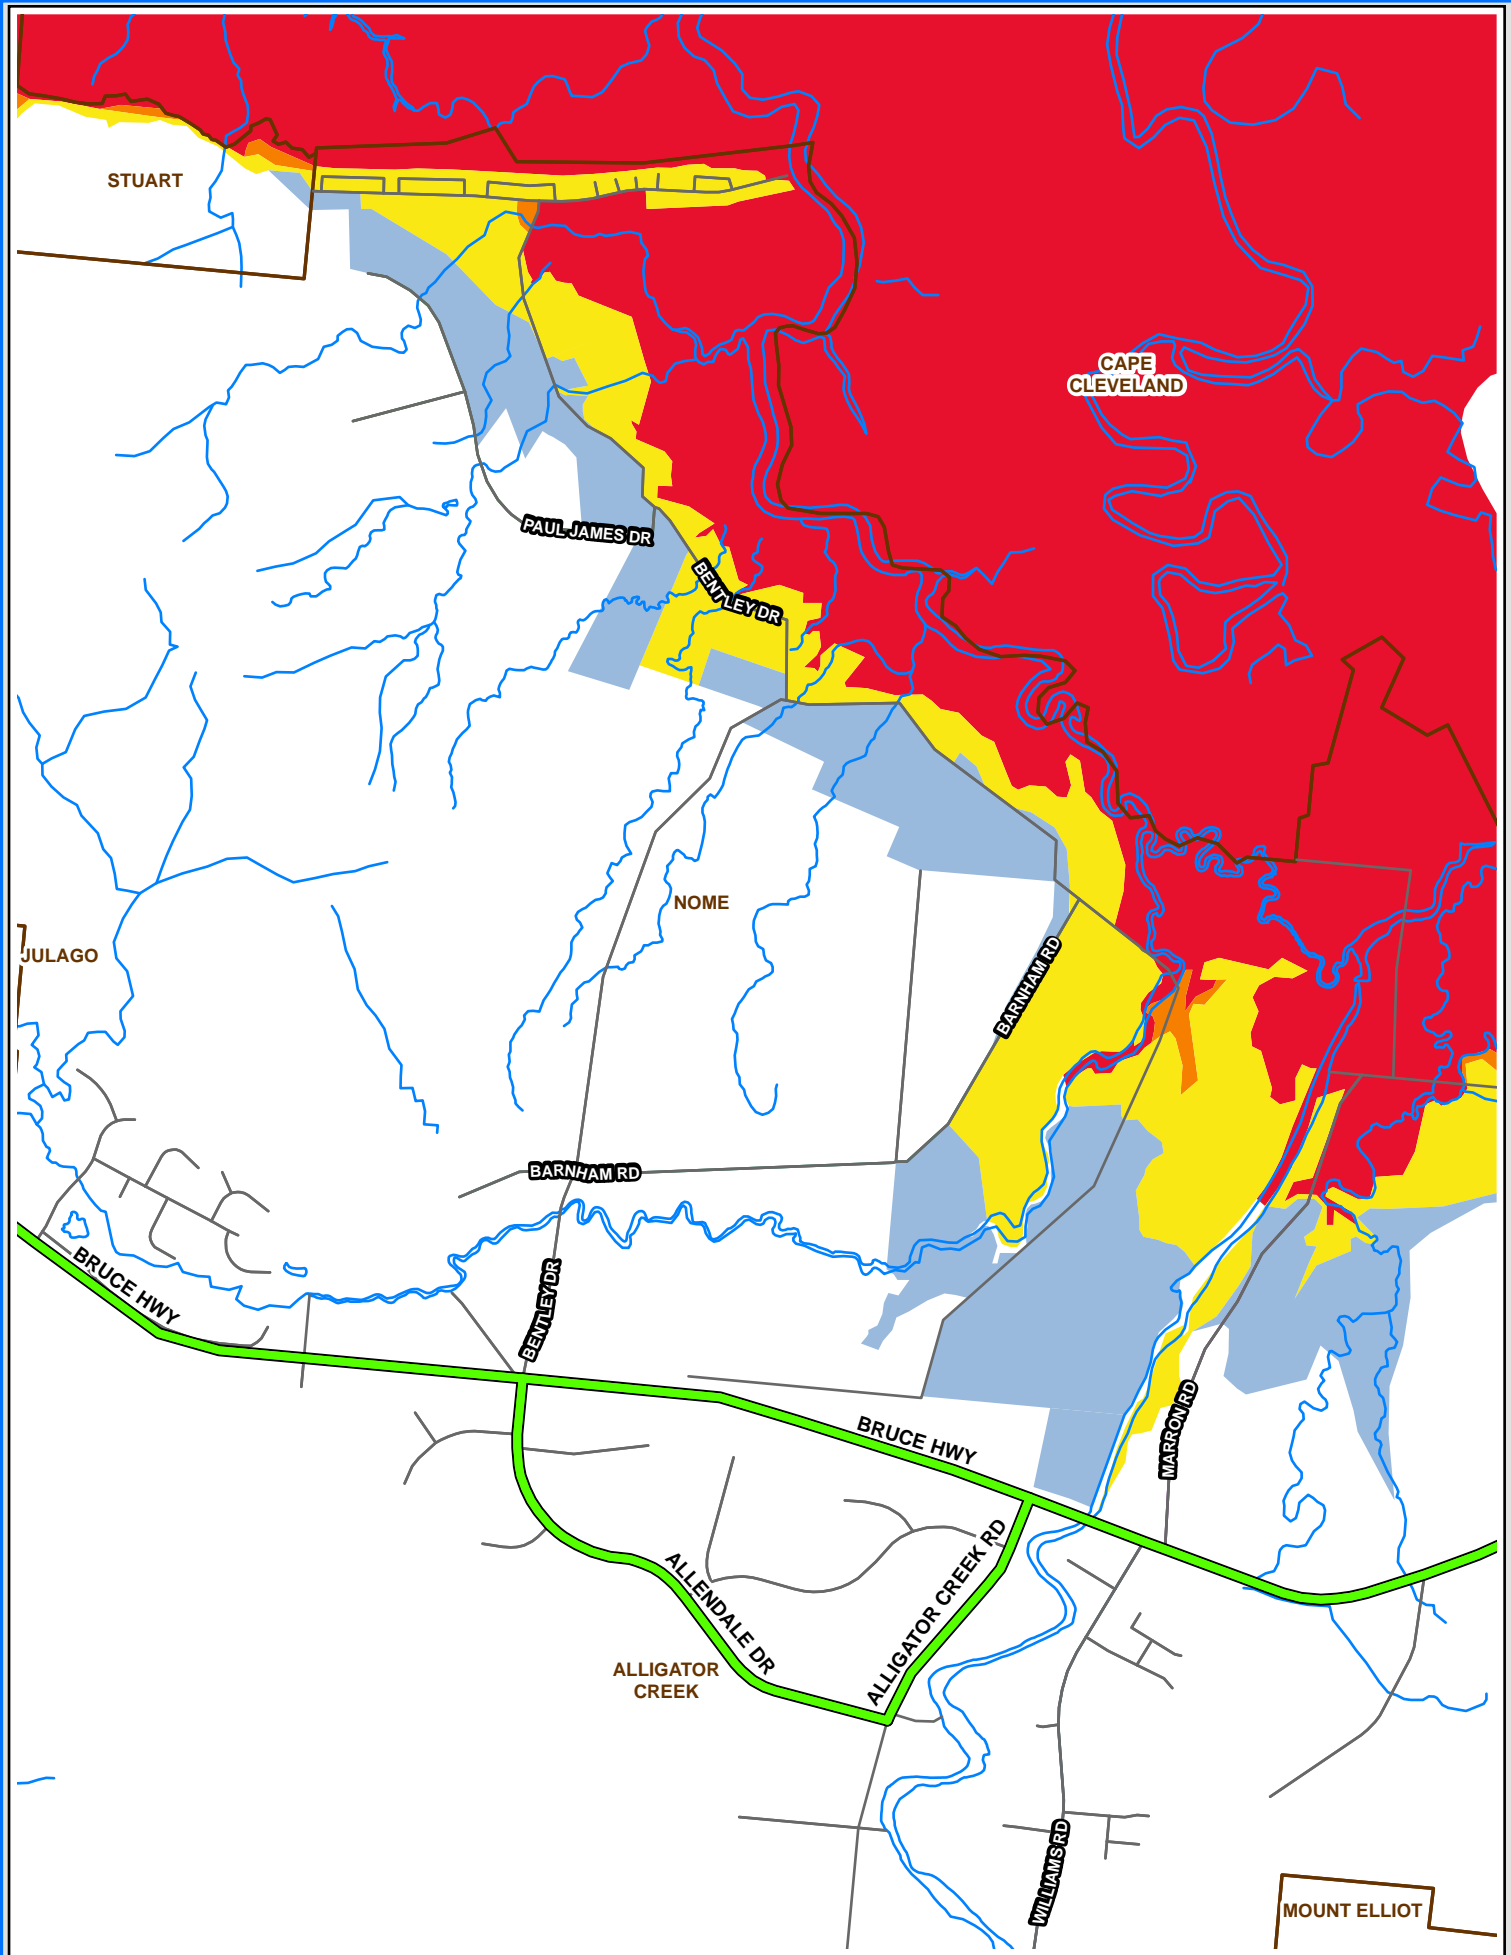 STUART
CAPE
CLEVELAND
PAUL JAMES DR
BENTLEY DR
NOME
JULAGO
BARNHAM RD
BARNHAM RD
BRUCE HWY
BENTLEY DR
BRUCE HWY
MARRON RD
ALLENDALE DR
ALLIGATOR CREEK RD
ALLIGATOR
CREEK
WILLIAMS RD
MOUNT ELLIOT